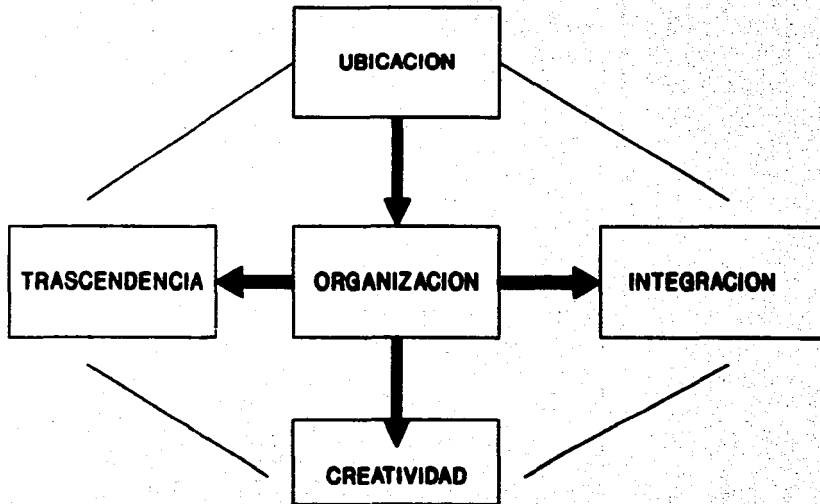 UBICACION
TRASCENDENCIA
ORGANIZACION
INTEGRACION
CREATIVIDAD